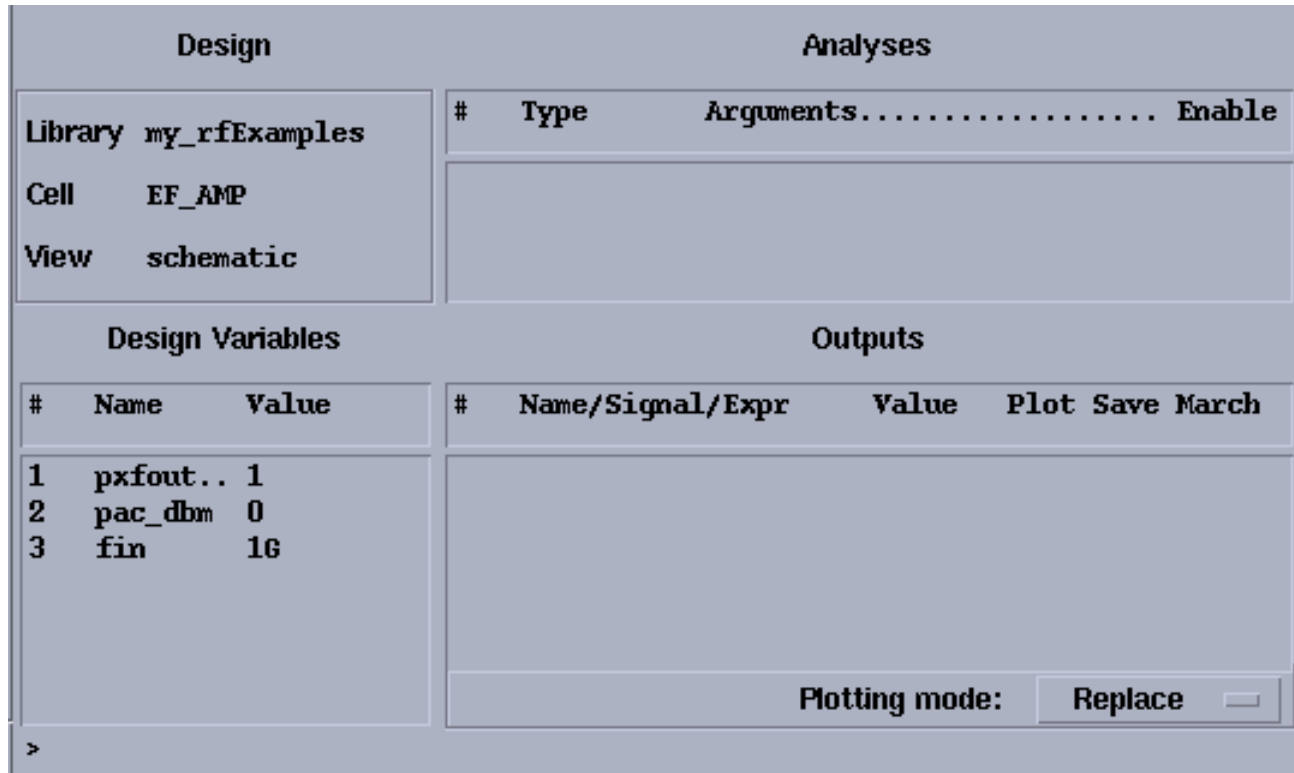 Design
Analyses
Library my_rfExamples
Cell EF_AMP
View schematic
# Type Arguments.................. Enable
Design Variables
Outputs
# Name Value
1 pxfout.. 1
2 pac_dbm 0
3 fin 1G
# Name/Signal/Expr Value Plot Save March
Plotting mode: Replace
>